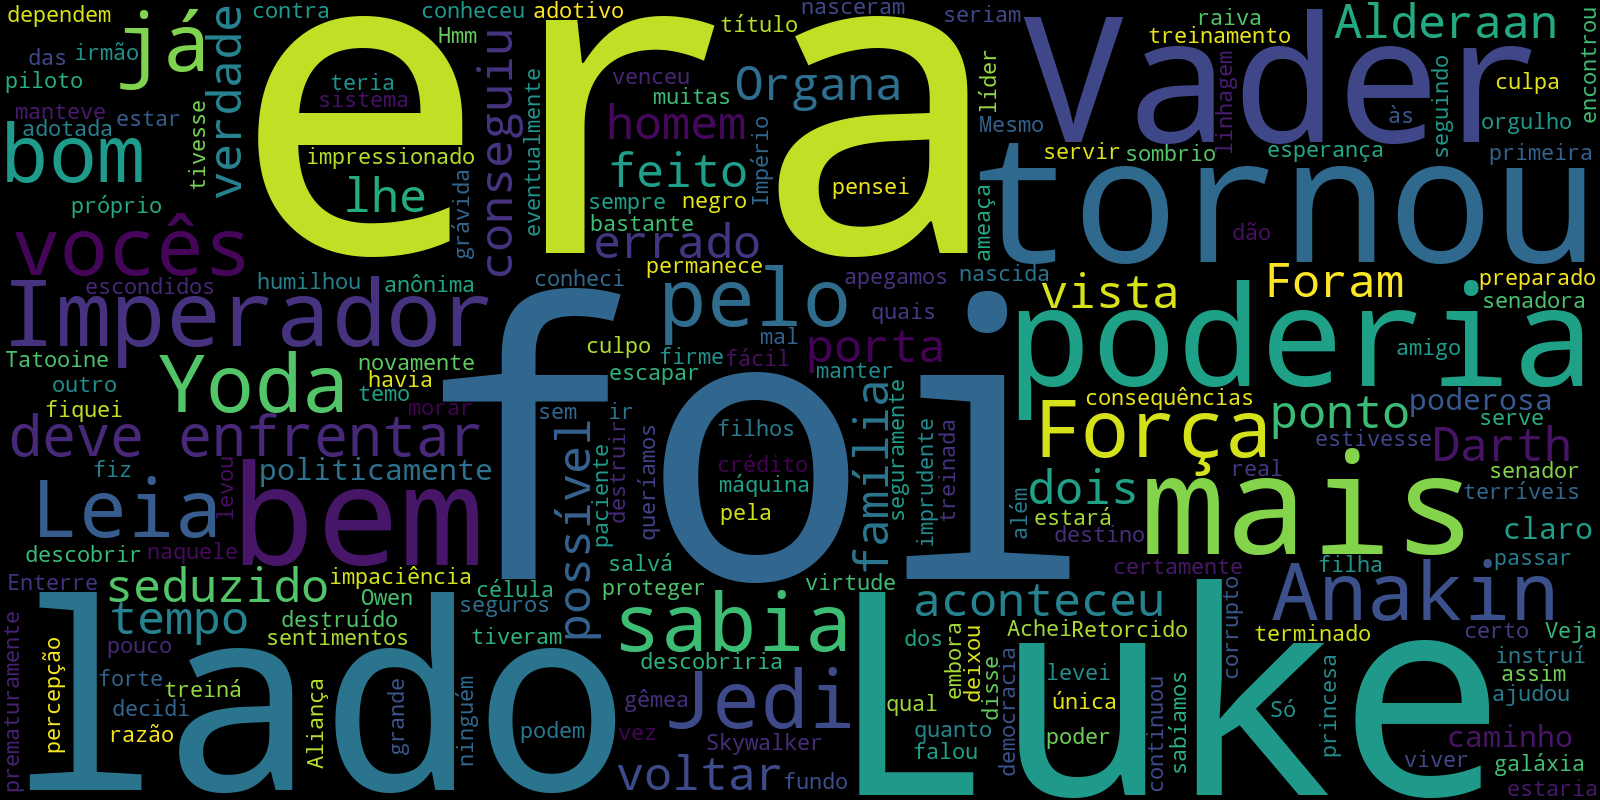 dependem
contra
conheceu
adotivo
nasceram
das
irmão
já
verdade
Hmm
título
seriam
raiva
Alderaan
treinamento
piloto
teria
sistema
era
venceu
muitas
Organa
líder
Vader
linhagem
culpa
encontrou
manteve
adotada
estar
tivesse
bom
impressionado
conseguiu
eventualmente
homem
Império
Mesmo
às
seguindo
orgulho
lhe
feito
pensei
servir
sombrio
esperança
primeira
próprio
grávida
sempre
negro
bastante
errado
ameaça
tornou
dão
vocês
escondidos
humilhou
anônima
conheci
permanece
pelo
apegamos
nascida
vista
Foram
preparado
senadora
Imperador
quais
Tatooine
Yoda
novamente
culpo
mal
firme
fácil
porta
poderia
amigo
outro
havia
temo
escapar
manter
fiquei
morar
sem
ir
consequências
poderosa
deve enfrentar
possível
filhos
família
Força
ponto
serve
estivesse
Darth
fiz
politicamente
foi
queríamos
destruir
paciente
crédito
máquina
seguramente
imprudente
treinada
real
senador
Leia
levou
bem
pela
além
dois
estará
destino
mais
terríveis
claro
descobrir
naquele
salvá
certamente
filha
passar
Enterre
seduzido
impaciência
célula
proteger
virtude
Owen
seguros
aconteceu
corrupto
Anakin
tempo
destruído
sentimentos
tiveram
sabia
dos
embora
deixou
Achei
Retorcido
terminado
certo
Veja
prematuramente
percepção
pouco
descobriria
disse
democracia
levei
instruí
forte
treiná
gêmea
Jedi
qual
única
continuou
sabíamos
princesa
assim
ajudou
decidi
Aliança
grande
ninguém
podem
vez
quanto
poder
Só
razão
Skywalker
falou
caminho
lado
voltar
fundo
Luke
viver
galáxia
estaria